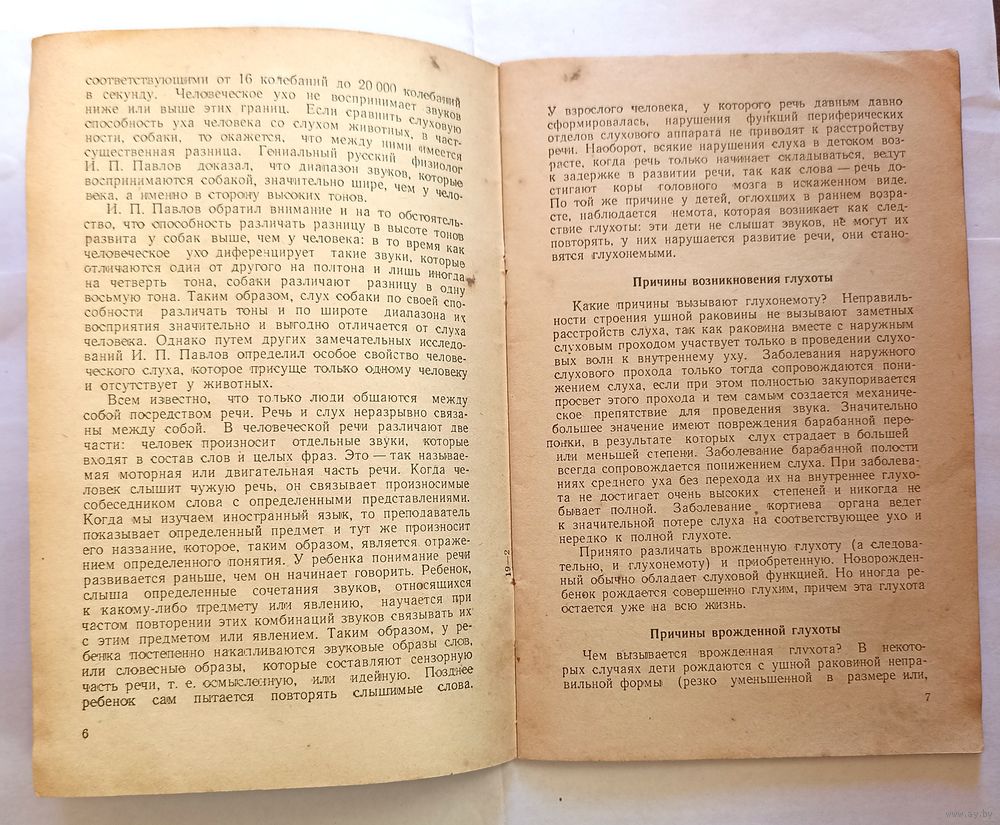 соответствующими от 16 колебаний до 20 000 колебаний
в секунду. Человеческое ухо не воспринимает звуков
ниже или выше этих границ. Если сравнить слуховую
способность уха человека со слухом животных, в част-
ности, собаки, то окажется, что между ними имеется
существенная разница. Гениальный русский физиолог
И. П. Павлов доказал, что диапазон звуков, которые
воспринимаются собакой, значительно шире, чем у чело-
века, а именно в сторону высоких тонов.
И. П. Павлов обратил внимание и на то обстоятель-
ство, что способность различать разницу в высоте тонов
развита у собак выше, чем у человека: в то время как
человеческое ухо диференцирует такие звуки, которые
отличаются один от другого на полтона и лишь иногда
на четверть тона, собаки различают разницу в одну
восьмую тона. Таким образом, слух собаки по своей спо-
собности различать тоны и по широте диапазона их
восприятия значительно и выгодно отличается от слуха
человека. Однако путем других замечательных исследо-
ваний И. П. Павлов определил особое свойство челове-
ческого слуха, которое присуще только одному человеку
и отсутствует у животных.
Всем известно, что только люди общаются между
собой посредством речи. Речь и слух неразрывно связа-
ны между собой. В человеческой речи различают две
части: человек произносит отдельные звуки, которые
входят в состав слов и целых фраз. Это — так называе-
мая моторная или двигательная часть речи. Когда че-
ловек слышит чужую речь, он связывает произносимые
собеседником слова с определенными представлениями.
Когда мы изучаем иностранный язык, то преподаватель
показывает определенный предмет и тут же произносит
его название, которое, таким образом, является отраже-
нием определенного понятия. У ребенка понимание речи
развивается раньше, чем он начинает говорить. Ребенок,
слыша определенные сочетания звуков, относящихся
к какому-либо предмету или явлению, научается при
частом повторении этих комбинаций звуков связывать их
с этим предметом или явлением. Таким образом, у ре-
бенка постепенно накапливаются звуковые образы слов,
или словесные образы, которые составляют сензорную
часть речи, т. е. осмысленную, или идейную. Позднее
ребенок сам пытается повторять слышимые слова.
6
У взрослого человека, у которого речь давным давно
сформировалась, нарушения функций периферических
отделов слухового аппарата не приводят к расстройству
речи. Наоборот, всякие нарушения слуха в детском воз-
расте, когда речь только начинает складываться, ведут
к задержке в развитии речи, так как слова — речь до-
стигают коры головного мозга в искаженном виде.
По той же причине у детей, оглохших в раннем возра-
сте, наблюдается немота, которая возникает как след-
ствие глухоты: эти дети не слышат звуков, не могут их
повторять, у них нарушается развитие речи, они стано-
вятся глухонемыми.
Причины возникновения глухоты
Какие причины вызывают глухонемоту? Неправиль-
ности строения ушной раковины не вызывают заметных
расстройств слуха, так как раковина вместе с наружным
слуховым проходом участвует только в проведении слухо-
вых волн к внутреннему уху. Заболевания наружного
слухового прохода только тогда сопровождаются пони-
жением слуха, если при этом полностью закупоривается
просвет этого прохода и тем самым создается механиче-
ское препятствие для проведения звука. Значительно
большее значение имеют повреждения барабанной пере-
понки, в результате которых слух страдает в большей
или меньшей степени. Заболевание барабанной полости
всегда сопровождается понижением слуха. При заболева-
ниях среднего уха без перехода их на внутреннее глухо-
та не достигает очень высоких степеней и никогда не
бывает полной. Заболевание кортиева органа ведет
к значительной потере слуха на соответствующее ухо и
нередко к полной глухоте.
Принято различать врожденную глухоту (а следова-
тельно, и глухонемоту) и приобретенную. Новорожден-
ный обычно обладает слуховой функцией. Но иногда ре-
бенок рождается совершенно глухим, причем эта глухота
остается уже на всю жизнь.
Причины врожденной глухоты
Чем вызывается врожденная глухота? В некото-
рых случаях дети рождаются с ушной раковиной непра-
вильной формы (резко уменьшенной в размере или,
7
www.ay.by